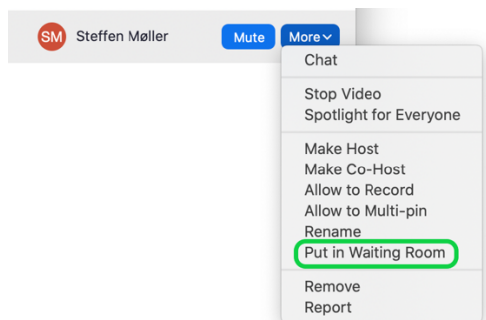 SM Steffen Møller Mute More
Chat
Stop Video
Spotlight for Everyone
Make Host
Make Co-Host
Allow to Record
Allow to Multi-pin
Rename
Put in Waiting Room
Remove
Report